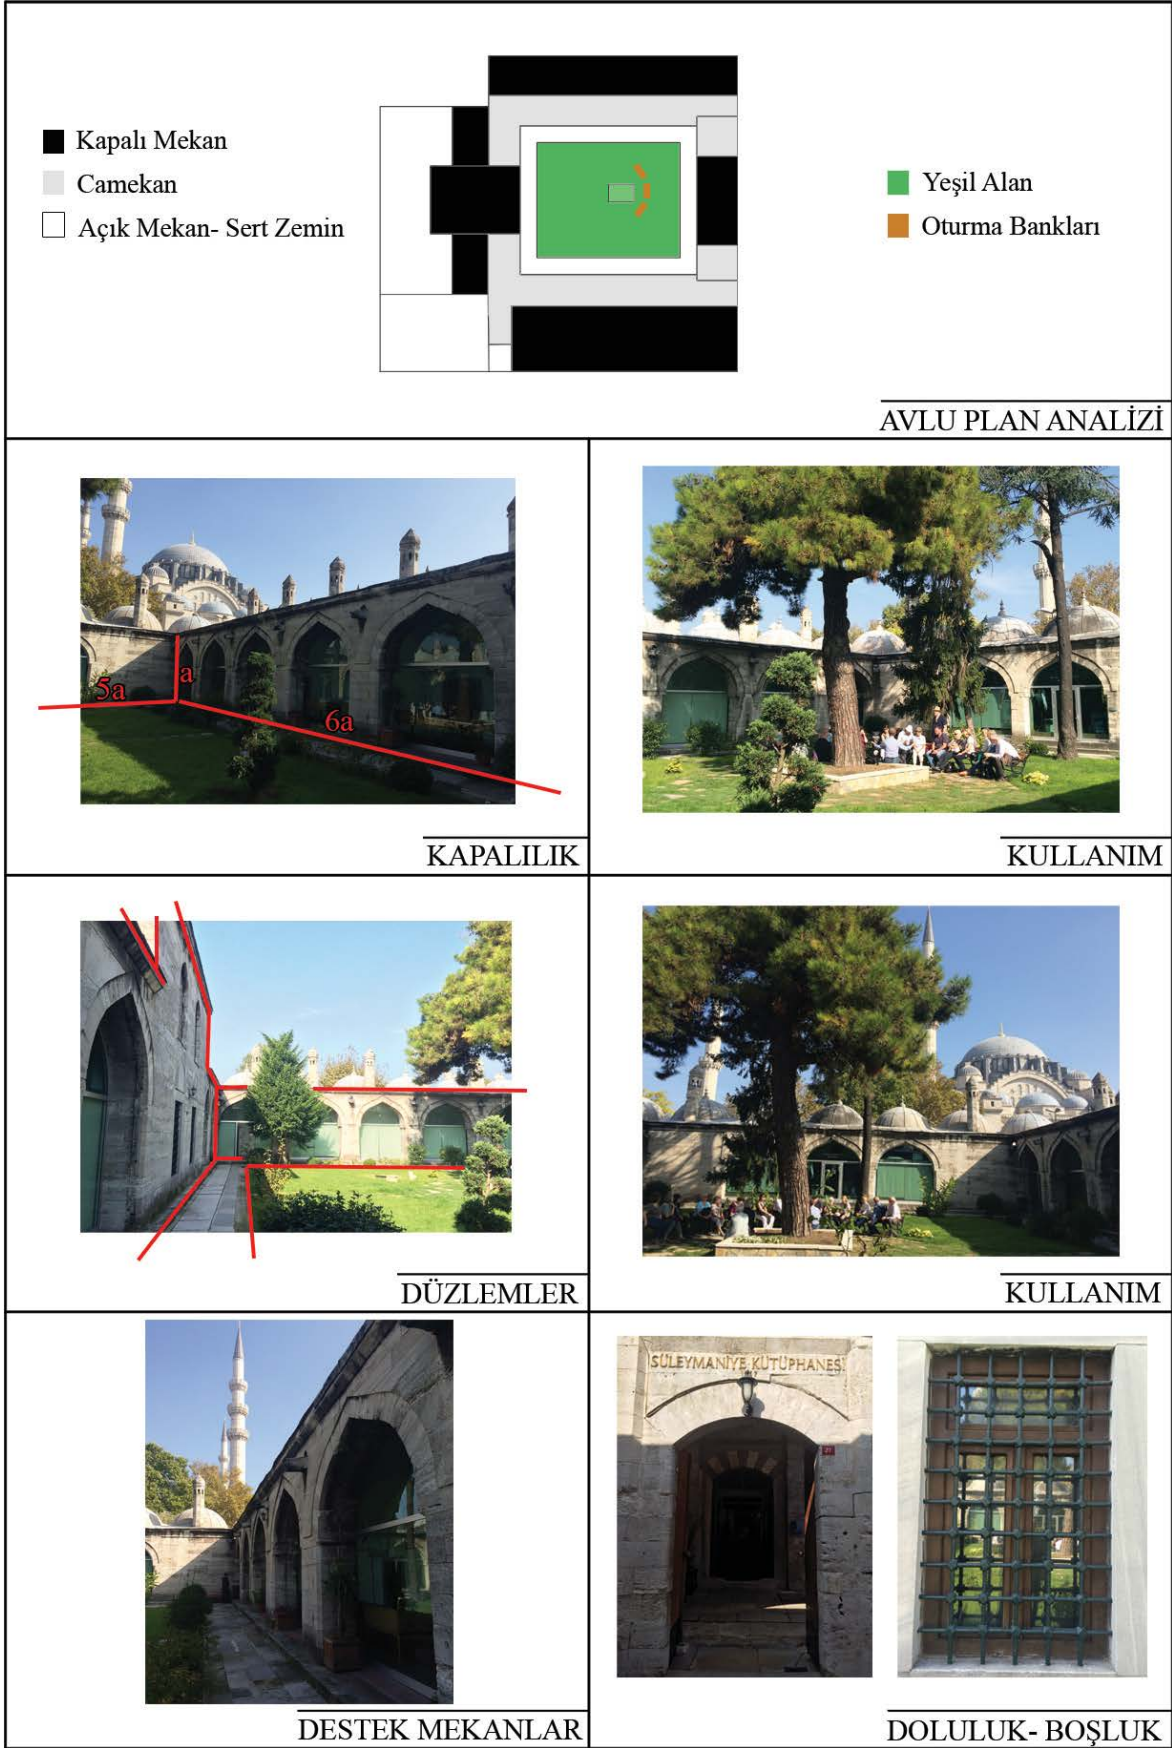 Kapalı Mekan
Camekan
Açık Mekan- Sert Zemin
Yeşil Alan
Oturma Bankları
AVLU PLAN ANALİZİ
5a
a
6a
KAPALILIK
KULLANIM
DÜZLEMLER
KULLANIM
DESTEK MEKANLAR
SÜLEYMANİYE KÜTÜPHANESİ
DOLULUK- BOŞLUK